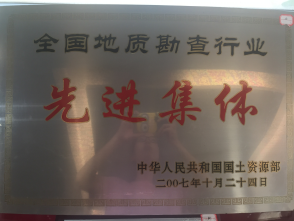 全国地质勘查行业
先进集体
中华人民共和国国土资源部
二〇〇七年十月二十四日